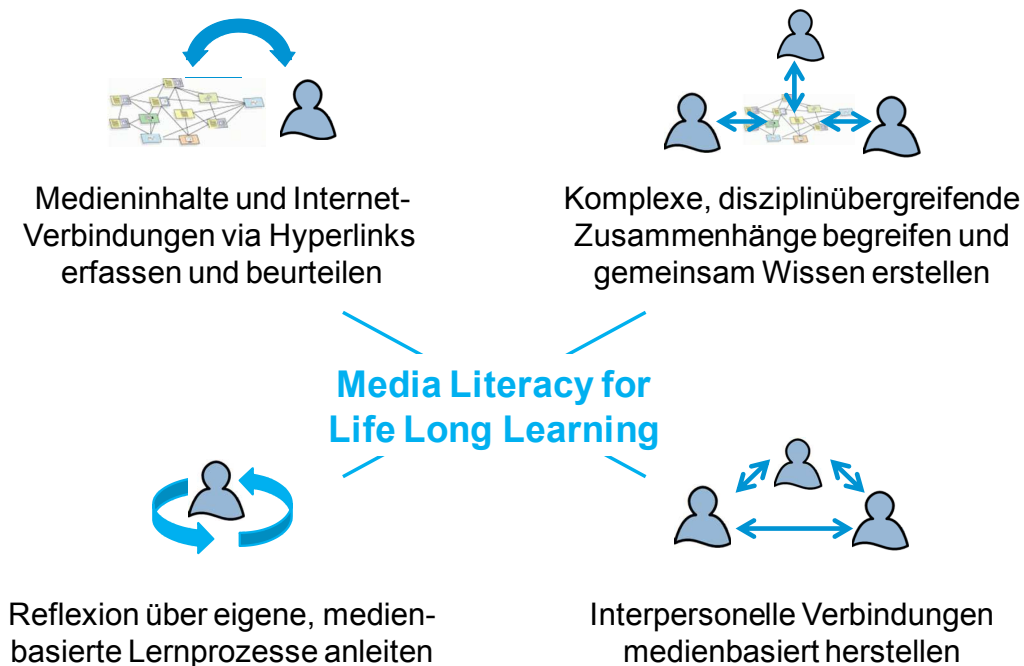 Medieninhalte und Internet-
Verbindungen via Hyperlinks
erfassen und beurteilen
Komplexe, disziplinübergreifende
Zusammenhänge begreifen und
gemeinsam Wissen erstellen
Media Literacy for
Life Long Learning
Reflexion über eigene, medien-
basierte Lernprozesse anleiten
Interpersonelle Verbindungen
medienbasiert herstellen